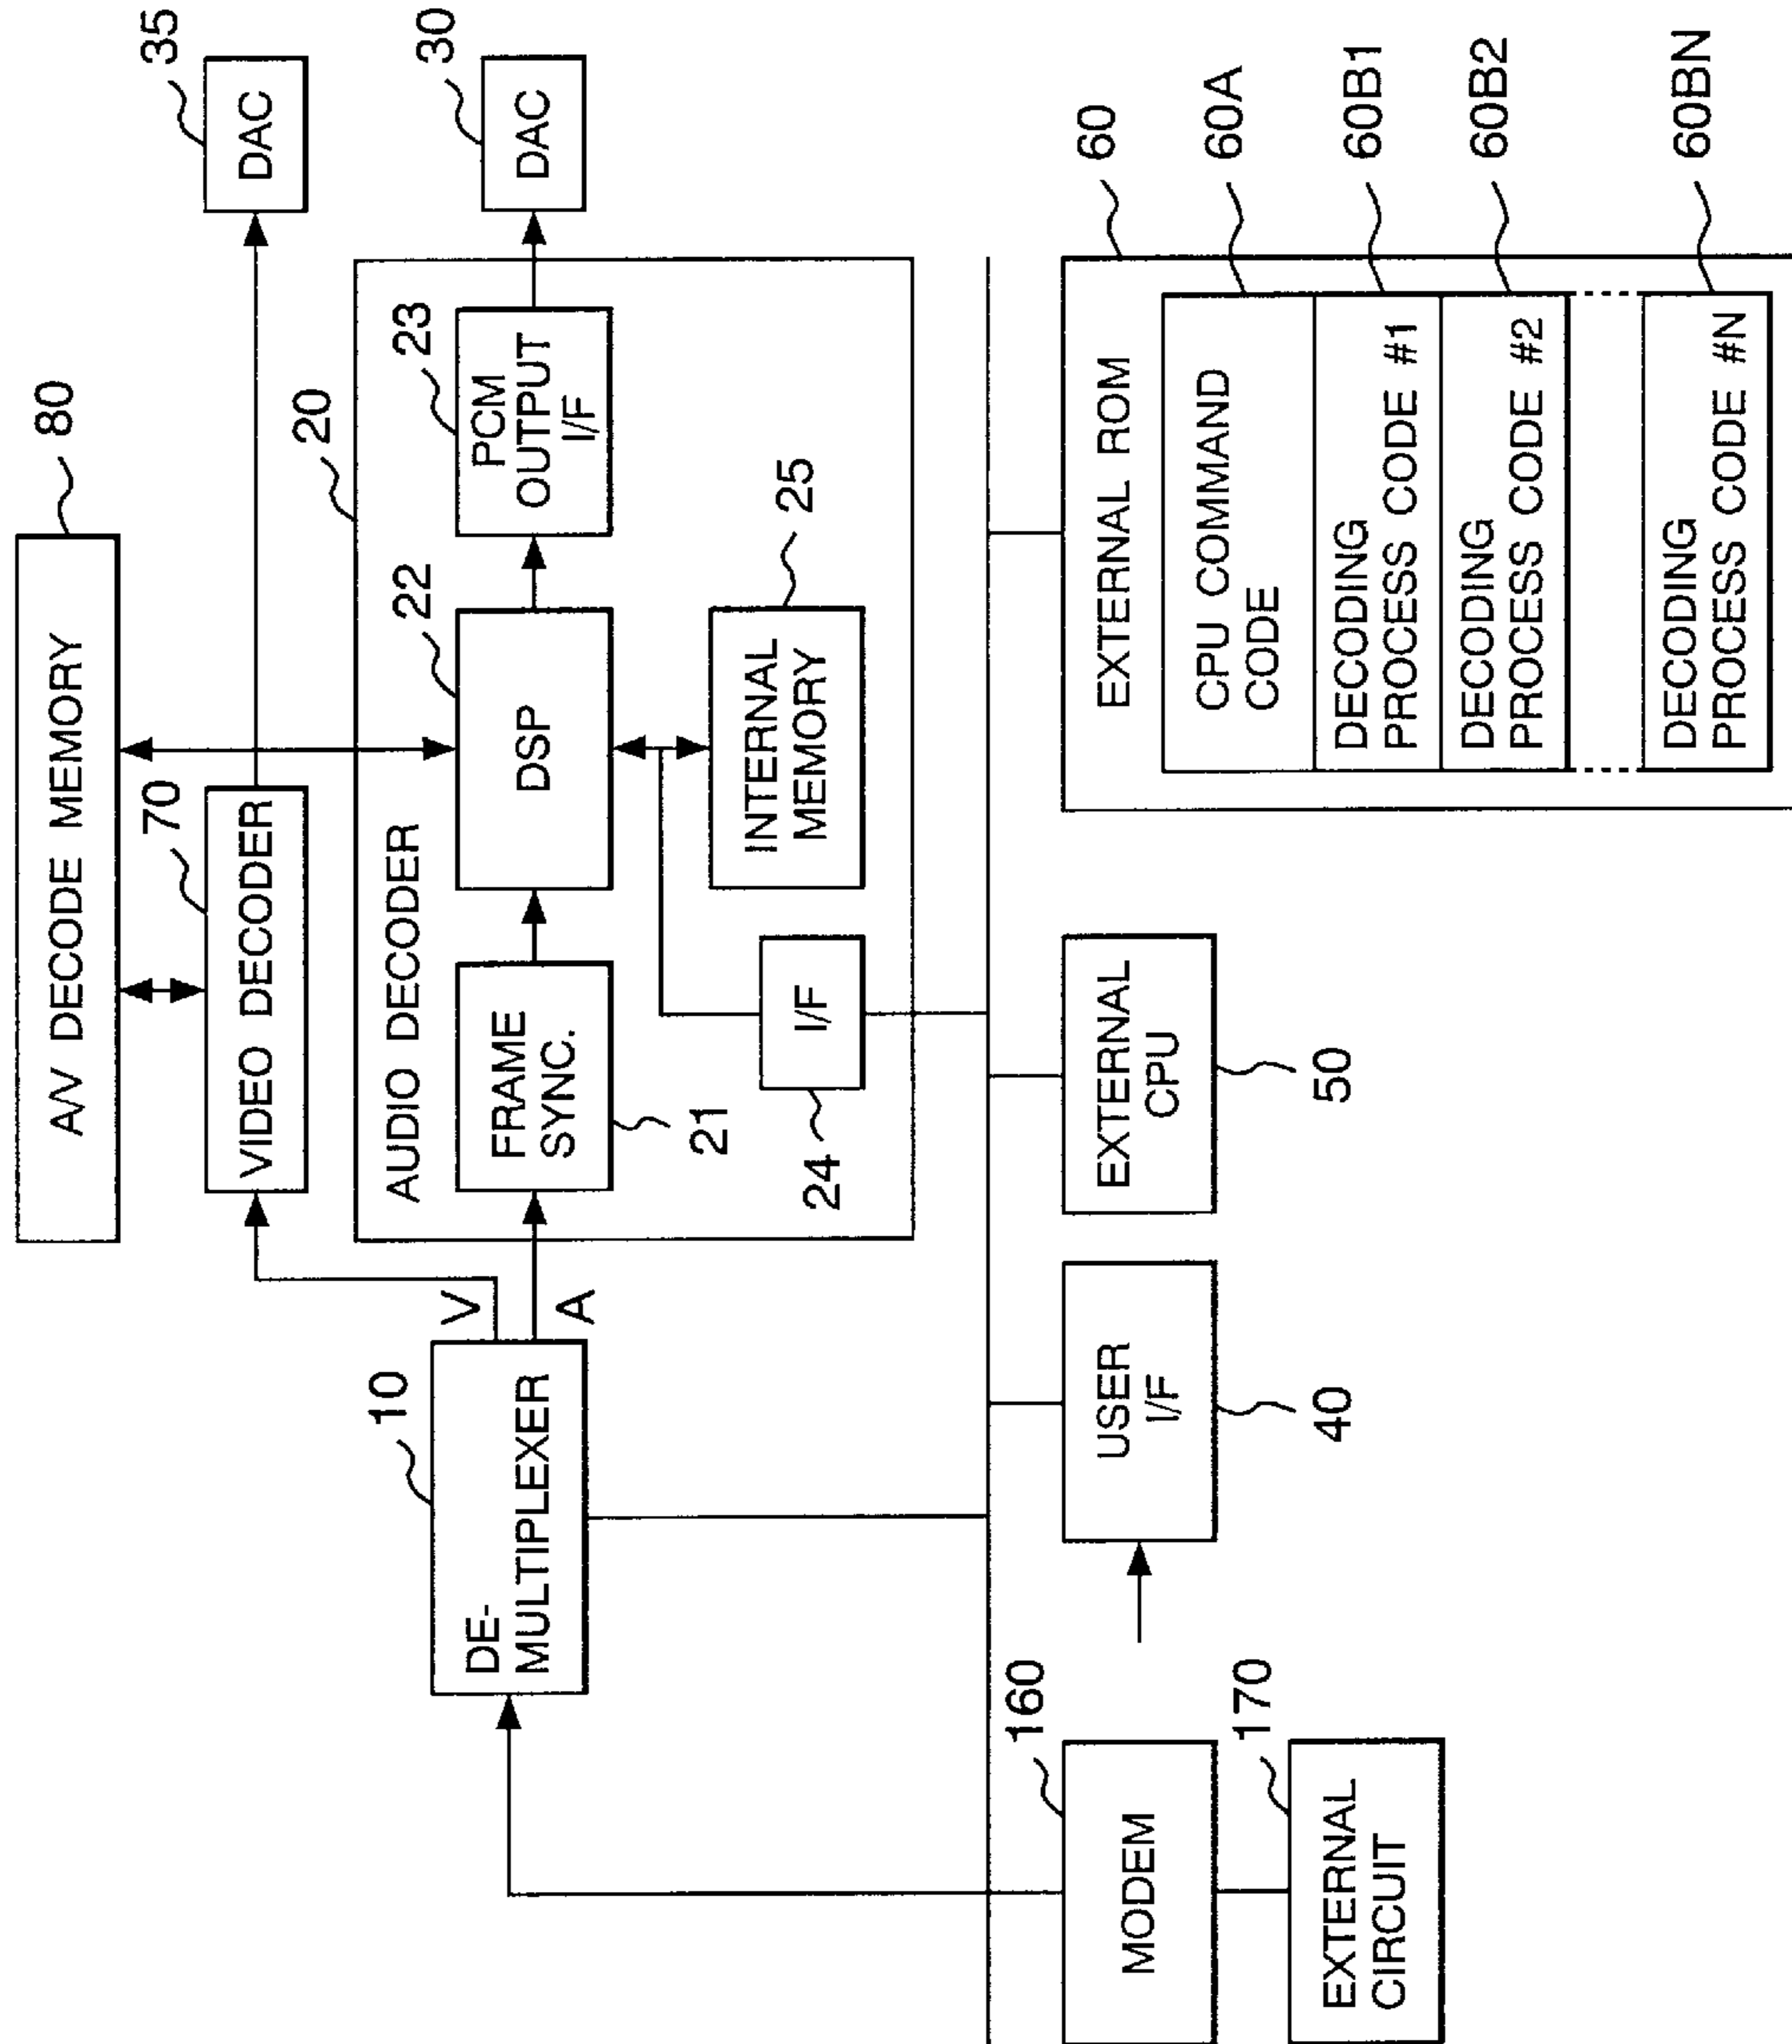 A/V DECODE MEMORY
80
VIDEO DECODER
70
DAC
35
20
AUDIO DECODER
DE-
MULTIPLEXER
10
V
A
FRAME
SYNC.
21
DSP
22
PCM
OUTPUT
I/F
23
DAC
30
I/F
24
INTERNAL
MEMORY
25
MODEM
160
EXTERNAL
CIRCUIT
170
USER
I/F
40
EXTERNAL
CPU
50
EXTERNAL ROM
60
CPU COMMAND
CODE
60A
DECODING
PROCESS CODE #1
60B1
DECODING
PROCESS CODE #2
60B2
DECODING
PROCESS CODE #N
60BN